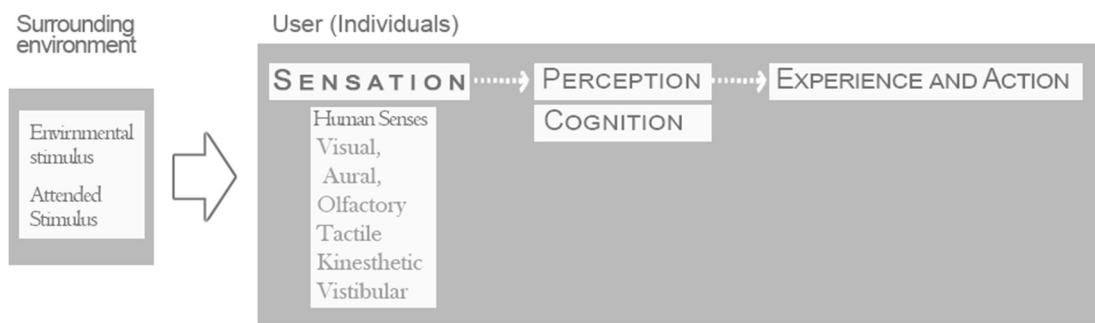 Surrounding
environment
Envirnmental
stimulus
Attended
Stimulus
User (Individuals)
SENSATION
Human Senses
Visual,
Aural,
Olfactory
Tactile
Kinesthetic
Vistibular
PERCEPTION
COGNITION
EXPERIENCE AND ACTION